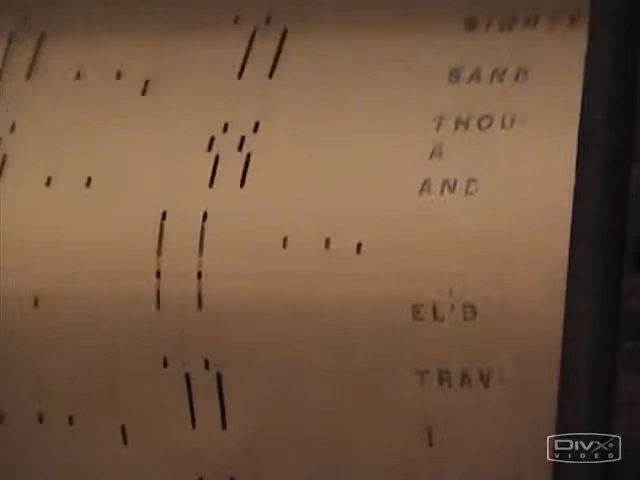 SAND
THOU-
A
AND
EL'D
TRAV-
I
DIVX
VIDEO